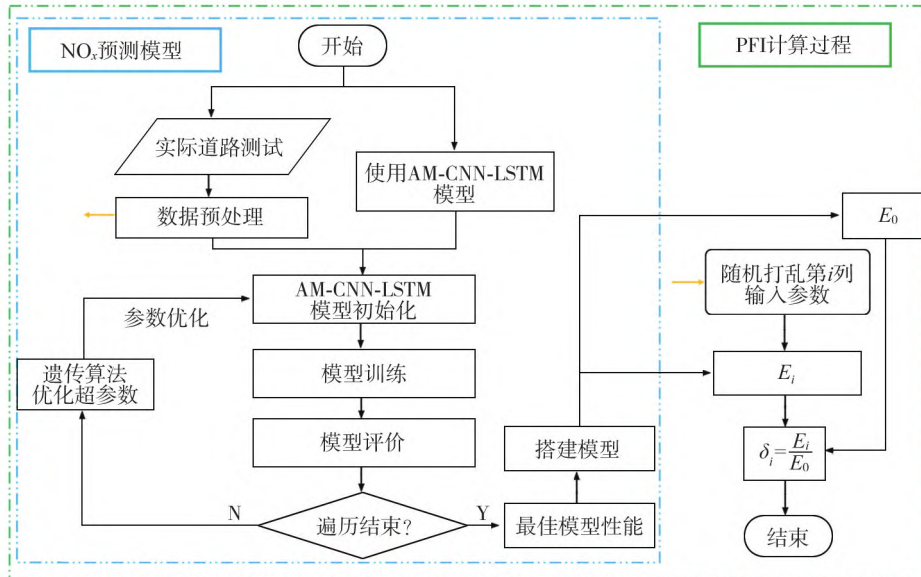 NOx预测模型
开始
PFI计算过程
实际道路测试
使用AM-CNN-LSTM
模型
数据预处理
E0
AM-CNN-LSTM
模型初始化
随机打乱第i列
输入参数
参数优化
遗传算法
优化超参数
模型训练
Ei
模型评价
搭建模型
δi=Ei/E0
N
遍历结束?
Y
最佳模型性能
结束